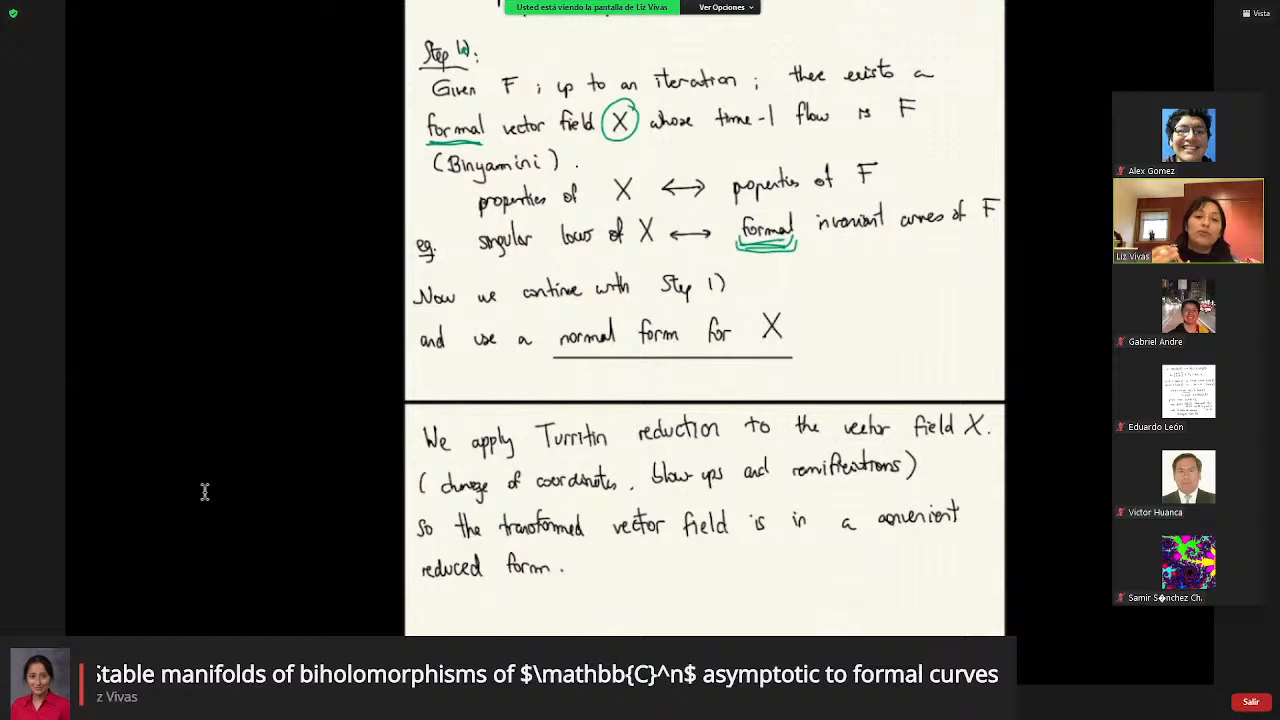 Usted está viendo la pantalla de Liz Vivas
Ver Opciones
Vista
Step 1a):
Given F ; up to an iteration ; there exists a
formal vector field X whose time-1 flow is F
(Binyamini).
properties of X ⟷ properties of F
eg. singular locus of X ⟷ formal invariant curves of F
Now we continue with Step 1)
and use a normal form for X
We apply Turritin reduction to the vector field X.
(change of coordinates, blow ups and ramifications)
so the transformed vector field is in a convenient
reduced form.
Alex Gomez
Liz Vivas
Gabriel Andre
Eduardo León
Victor Huanca
Samir S�nchez Ch.
Stable manifolds of biholomorphisms of $\mathbb{C}^n$ asymptotic to formal curves
z Vivas
Salir